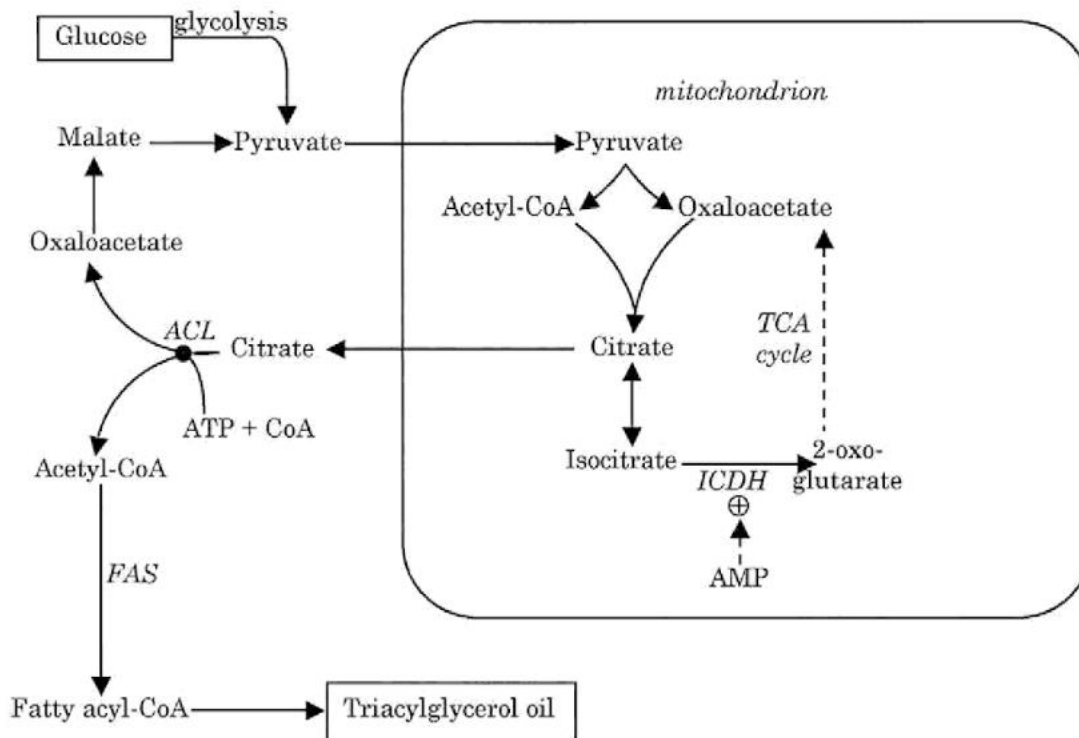 Glucose
glycolysis
mitochondrion
Malate
Pyruvate
Pyruvate
Acetyl-CoA
Oxaloacetate
Oxaloacetate
ACL
Citrate
Citrate
TCA
cycle
ATP + CoA
Acetyl-CoA
Isocitrate
ICDH
2-oxo-
glutarate
⊕
AMP
FAS
Fatty acyl-CoA
Triacylglycerol oil